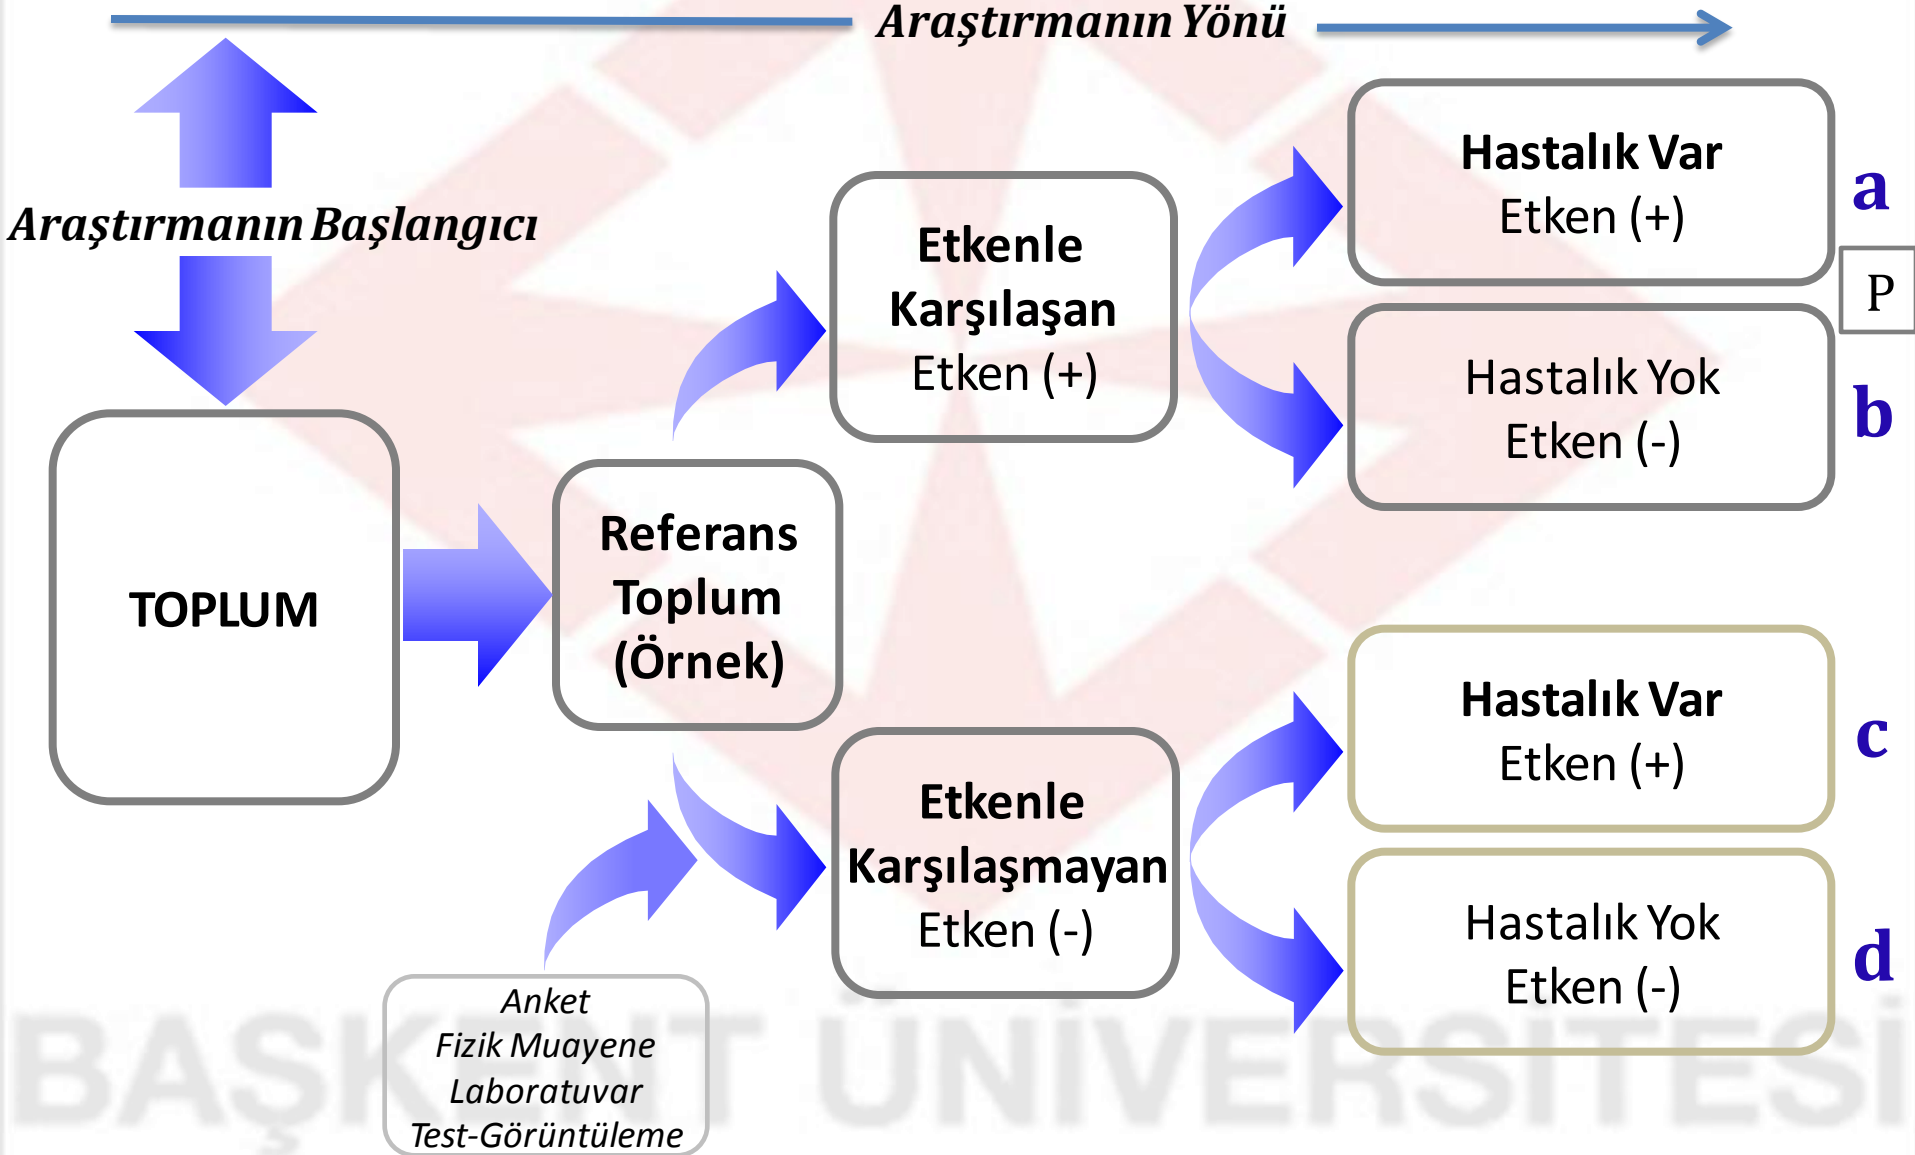 Araştırmanın Yönü
Araştırmanın Başlangıcı
TOPLUM
Referans
Toplum
(Örnek)
Etkenle
Karşılaşan
Etken (+)
Etkenle
Karşılaşmayan
Etken (-)
Hastalık Var
Etken (+)
a
P
Hastalık Yok
Etken (-)
b
Hastalık Var
Etken (+)
c
Hastalık Yok
Etken (-)
d
Anket
Fizik Muayene
Laboratuvar
Test-Görüntüleme
BAŞKENT ÜNİVERSİTESİ